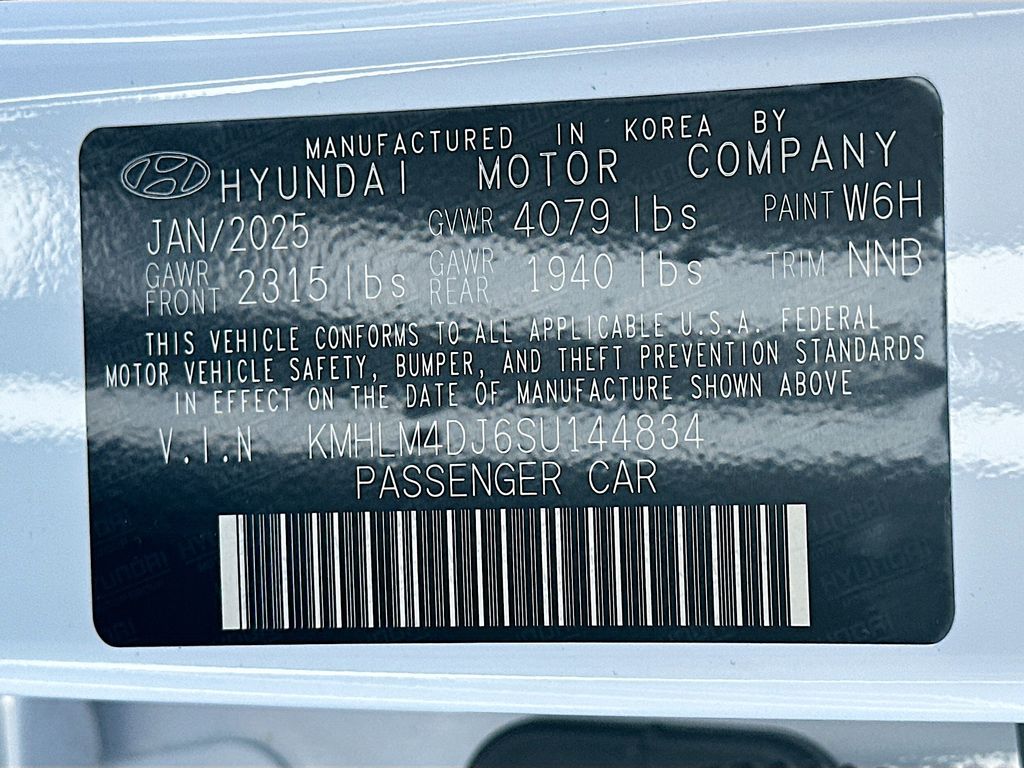 MANUFACTURED IN KOREA BY
HYUNDAI MOTOR COMPANY
JAN/2025 GVWR 4079 lbs PAINT W6H
GAWR FRONT 2315 lbs GAWR REAR 1940 lbs TRIM NNB
THIS VEHICLE CONFORMS TO ALL APPLICABLE U.S.A. FEDERAL
MOTOR VEHICLE SAFETY, BUMPER, AND THEFT PREVENTION STANDARDS
IN EFFECT ON THE DATE OF MANUFACTURE SHOWN ABOVE
V.I.N KMHLM4DJ6SU144834
PASSENGER CAR